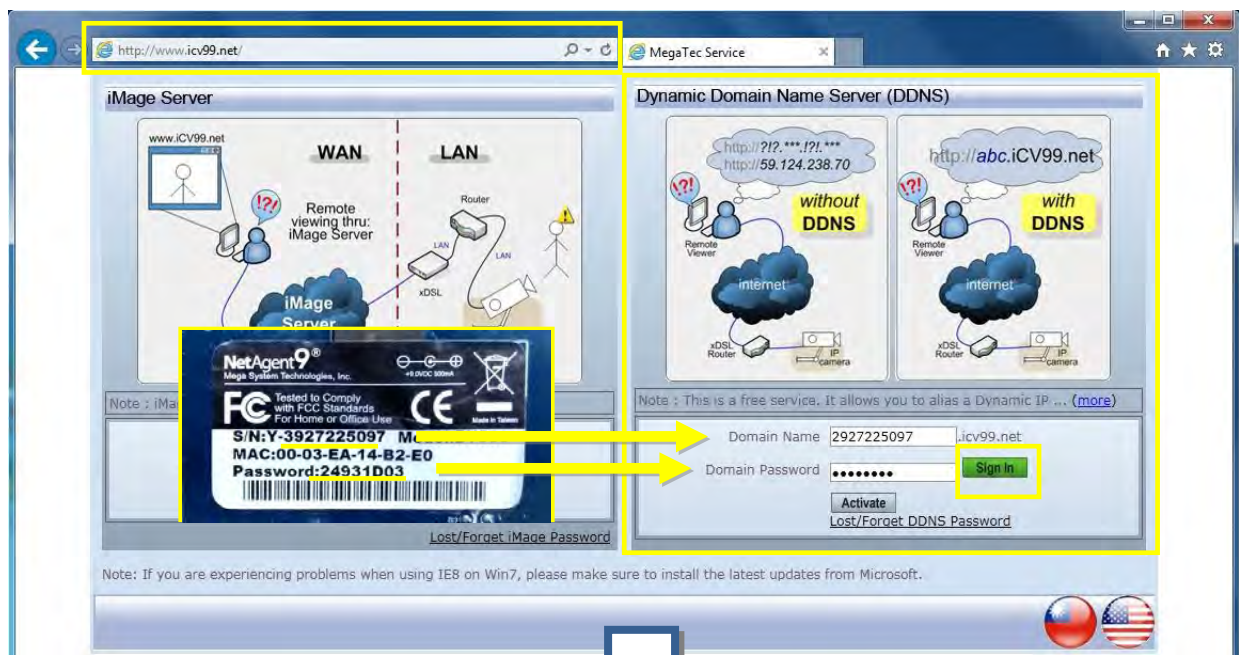 http://www.icv99.net/
MegaTec Service
iMage Server
www.iCV99.net
WAN
LAN
Remote
viewing thru:
iMage Server
Router
LAN
LAN
xDSL
iMage
Server
!?!
NetAgent9®
Mega System Technologies, Inc.
+9.0VDC 500mA
FC Tested to Comply
with FCC Standards
For Home or Office Use
CE
Made in Taiwan
S/N:Y-3927225097
MAC:00-03-EA-14-B2-E0
Password:24931D03
Note : iMa
Lost/Forget iMage Password
Dynamic Domain Name Server (DDNS)
http://?!?.***.!?!.***
http://59.124.238.70
!?!
without
DDNS
Remote
Viewer
internet
xDSL
Router
IP
camera
http://abc.iCV99.net
!?!
with
DDNS
Remote
Viewer
internet
xDSL
Router
IP
camera
Note : This is a free service. It allows you to alias a Dynamic IP ... (more)
Domain Name 2927225097 .icv99.net
Domain Password •••••••• Sign In
Activate
Lost/Forget DDNS Password
Note: If you are experiencing problems when using IE8 on Win7, please make sure to install the latest updates from Microsoft.